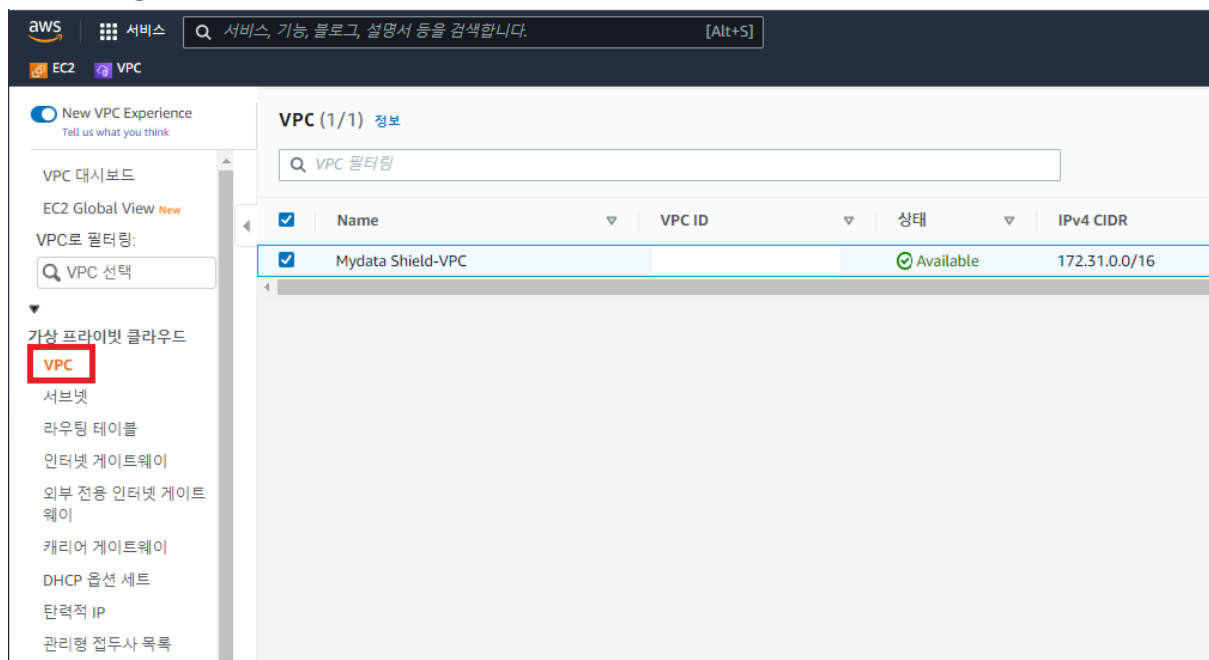 aws
서비스
서비스, 기능, 블로그, 설명서 등을 검색합니다.
[Alt+S]
EC2
VPC
New VPC Experience
Tell us what you think
VPC 대시보드
EC2 Global View New
VPC로 필터링:
VPC 선택
가상 프라이빗 클라우드
VPC
서브넷
라우팅 테이블
인터넷 게이트웨이
외부 전용 인터넷 게이트
웨이
캐리어 게이트웨이
DHCP 옵션 세트
탄력적 IP
관리형 접두사 목록
VPC (1/1) 정보
VPC 필터링
Name VPC ID 상태 IPv4 CIDR
Mydata Shield-VPC Available 172.31.0.0/16